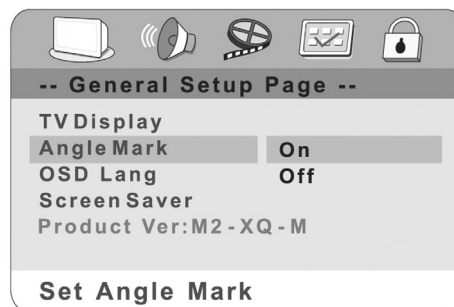 -- General Setup Page --
TV Display
Angle Mark On
OSD Lang Off
Screen Saver
Product Ver:M2-XQ-M
Set Angle Mark